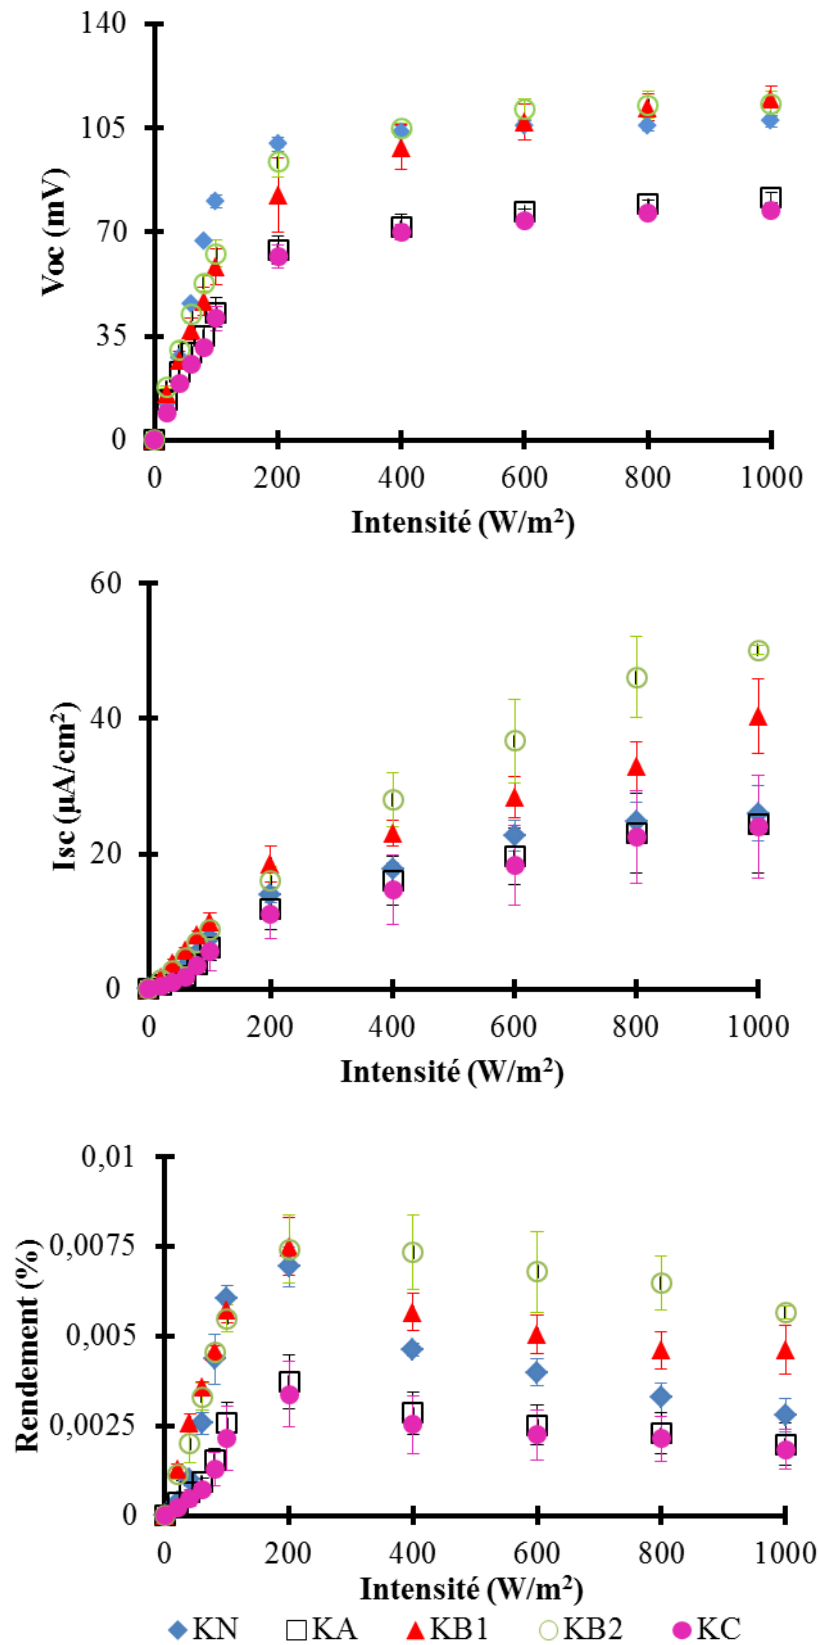 140
105
70
35
0
Voc (mV)
0 200 400 600 800 1000
Intensité (W/m²)
60
40
20
0
Isc (µA/cm²)
0 200 400 600 800 1000
Intensité (W/m²)
0,01
0,0075
0,005
0,0025
0
Rendement (%)
0 200 400 600 800 1000
Intensité (W/m²)
KN KA KB1 KB2 KC